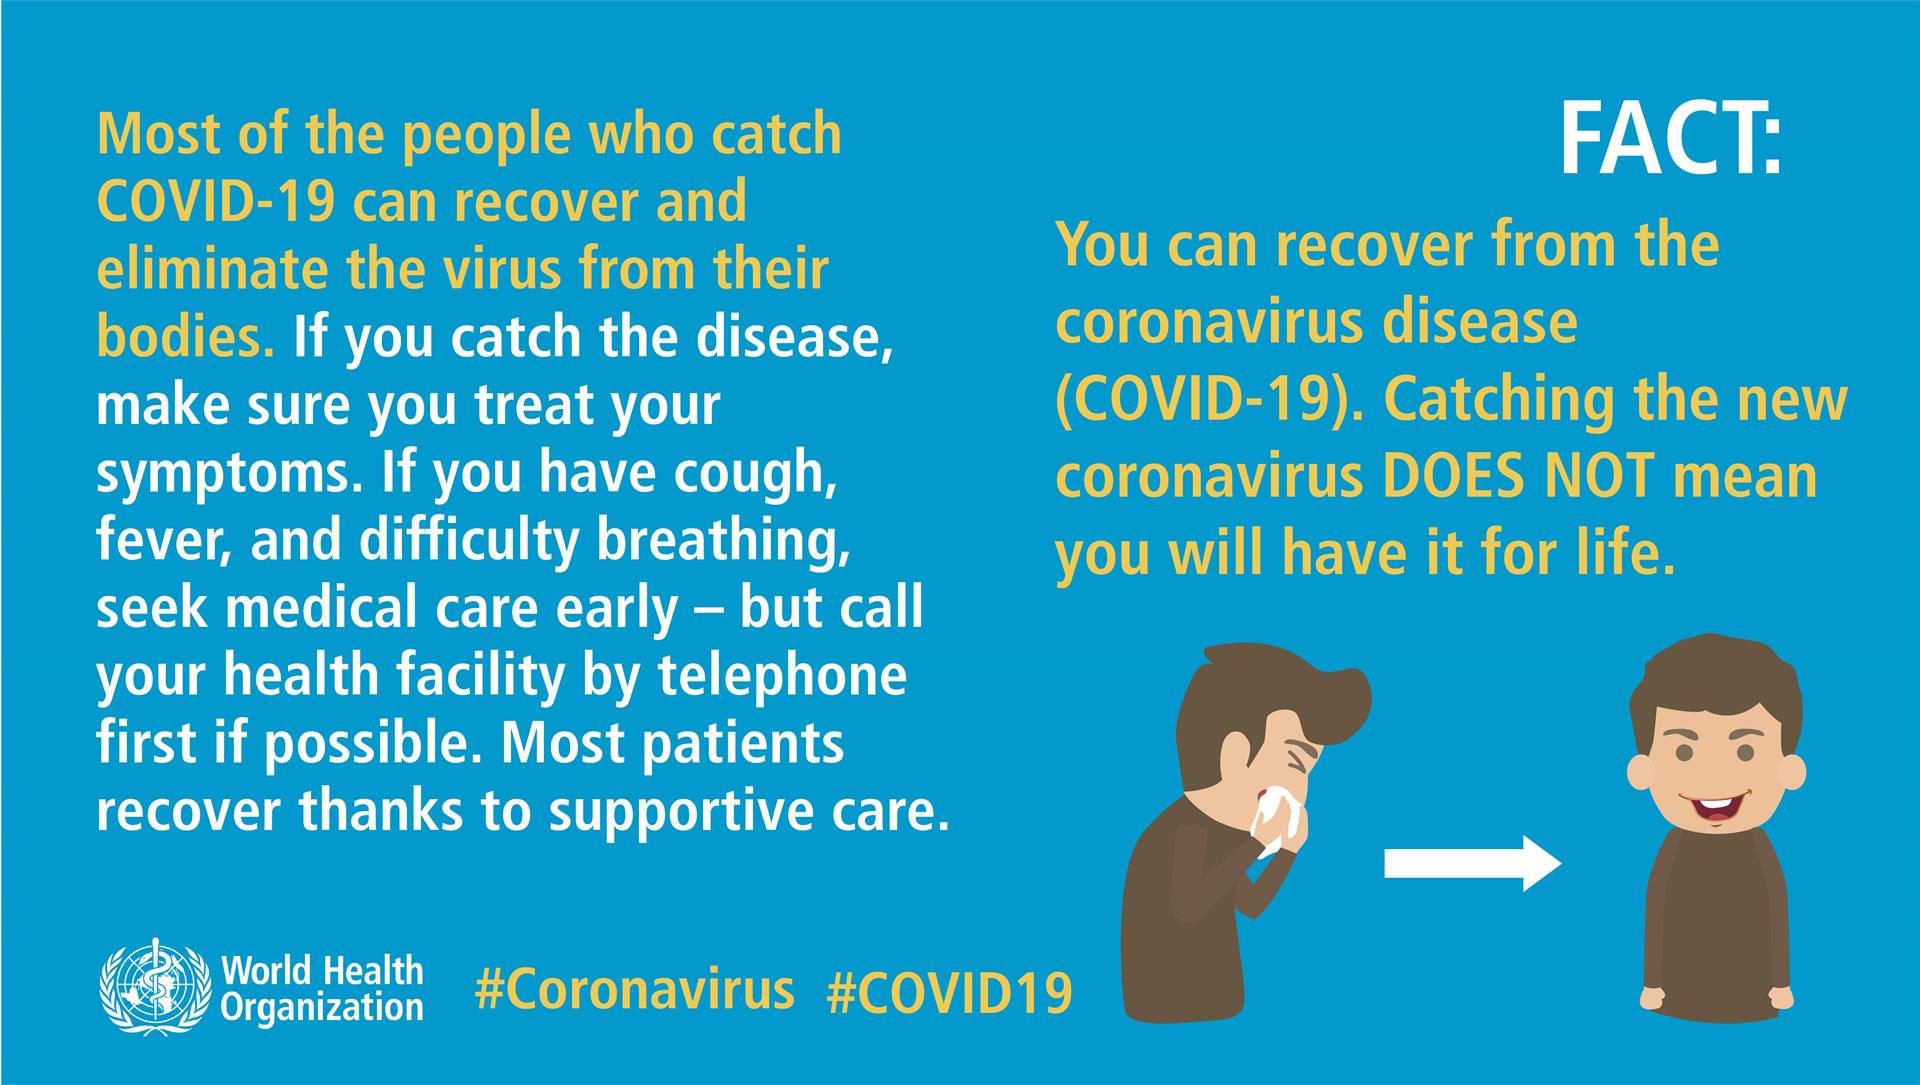 Most of the people who catch
COVID-19 can recover and
eliminate the virus from their
bodies. If you catch the disease,
make sure you treat your
symptoms. If you have cough,
fever, and difficulty breathing,
seek medical care early – but call
your health facility by telephone
first if possible. Most patients
recover thanks to supportive care.
FACT:
You can recover from the
coronavirus disease
(COVID-19). Catching the new
coronavirus DOES NOT mean
you will have it for life.
World Health
Organization
#Coronavirus #COVID19